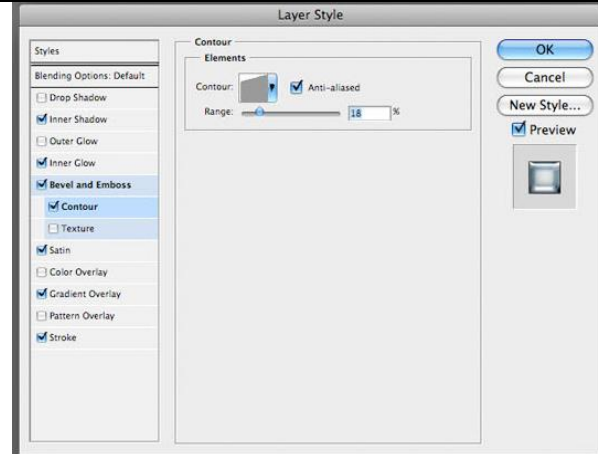 Layer Style
Styles
Blending Options: Default
Drop Shadow
Inner Shadow
Outer Glow
Inner Glow
Bevel and Emboss
Contour
Texture
Satin
Color Overlay
Gradient Overlay
Pattern Overlay
Stroke
Contour
Elements
Contour: Anti-aliased
Range: 18 %
OK
Cancel
New Style...
Preview